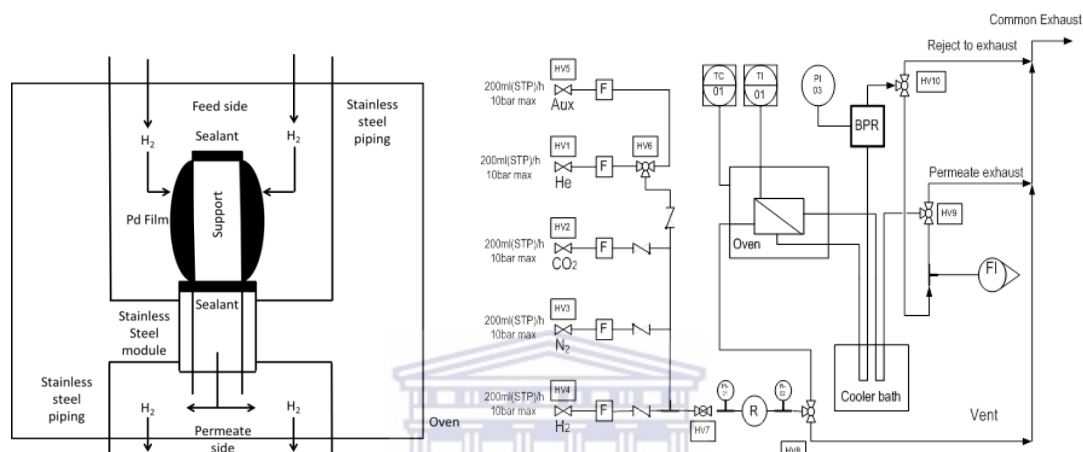 Feed side
Sealant
Stainless
steel
piping
H2
H2
Support
Pd Film
Sealant
Stainless
Steel
module
Stainless
steel
piping
H2
H2
Permeate
side
Oven
Common Exhaust
Reject to exhaust
HV5
200ml(STP)/h
10bar max
Aux
F
HV1
200ml(STP)/h
10bar max
He
F
HV6
HV2
200ml(STP)/h
10bar max
CO2
F
HV3
200ml(STP)/h
10bar max
N2
F
HV4
200ml(STP)/h
10bar max
H2
F
HV7
R
HV8
TC
01
TI
01
PI
03
BPR
HV10
Oven
Permeate exhaust
HV9
FI
Cooler bath
Vent